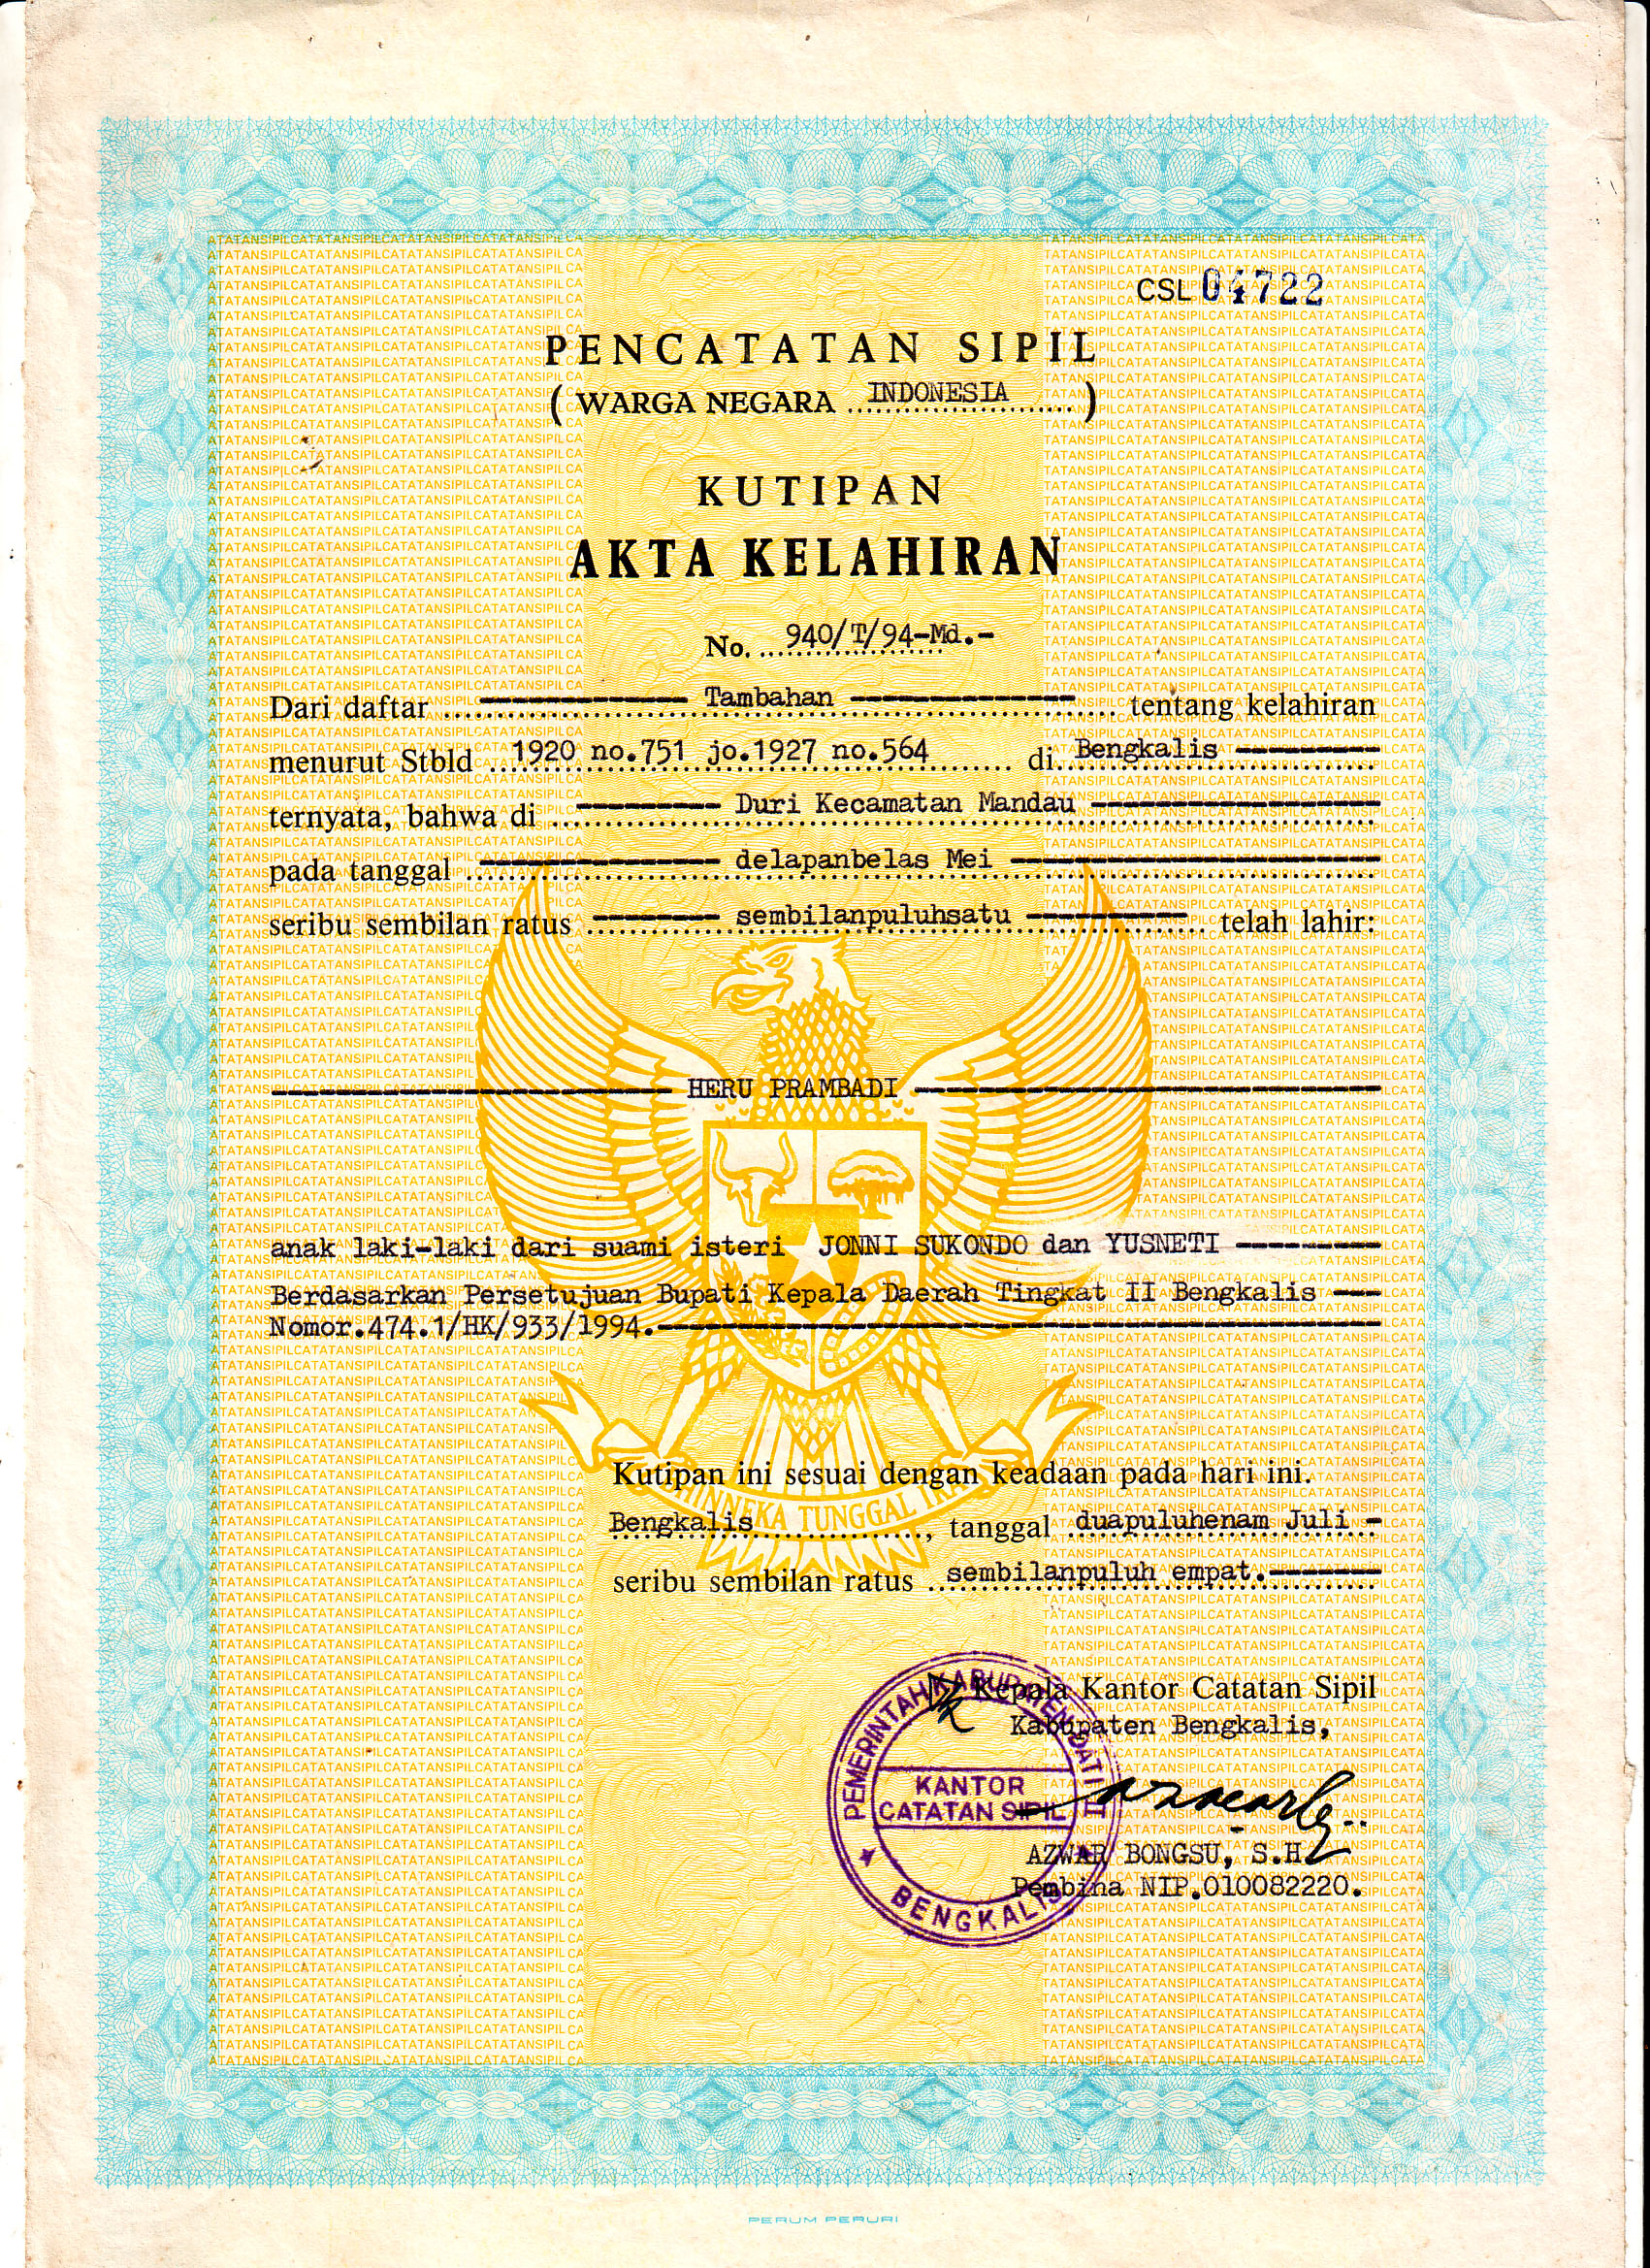 CSL 04722
PENCATATAN SIPIL
( WARGA NEGARA INDONESIA )
KUTIPAN
AKTA KELAHIRAN
No. 940/T/94-Md.-
Dari daftar Tambahan tentang kelahiran
menurut Stbld 1920 no.751 jo.1927 no.564 di Bengkalis
ternyata, bahwa di Duri Kecamatan Mandau
pada tanggal delapanbelas Mei
seribu sembilan ratus sembilanpuluhsatu telah lahir:
HERU PRAMBADI
anak laki-laki dari suami isteri JONNI SUKONDO dan YUSNETI
Berdasarkan Persetujuan Bupati Kepala Daerah Tingkat II Bengkalis
Nomor.474.1/HK/933/1994.
Kutipan ini sesuai dengan keadaan pada hari ini.
BHINNEKA TUNGGAL IKA
Bengkalis, tanggal duapuluhenam Juli -
seribu sembilan ratus sembilanpuluh empat.
Kepala Kantor Catatan Sipil
Kabupaten Bengkalis,
PEMERINTAH KABUPATEN DATI II
KANTOR
CATATAN SIPIL
BENGKALIS
AZWAR BONGSU, S.H
Pembina NIP.010082220.
PERUM PERURI